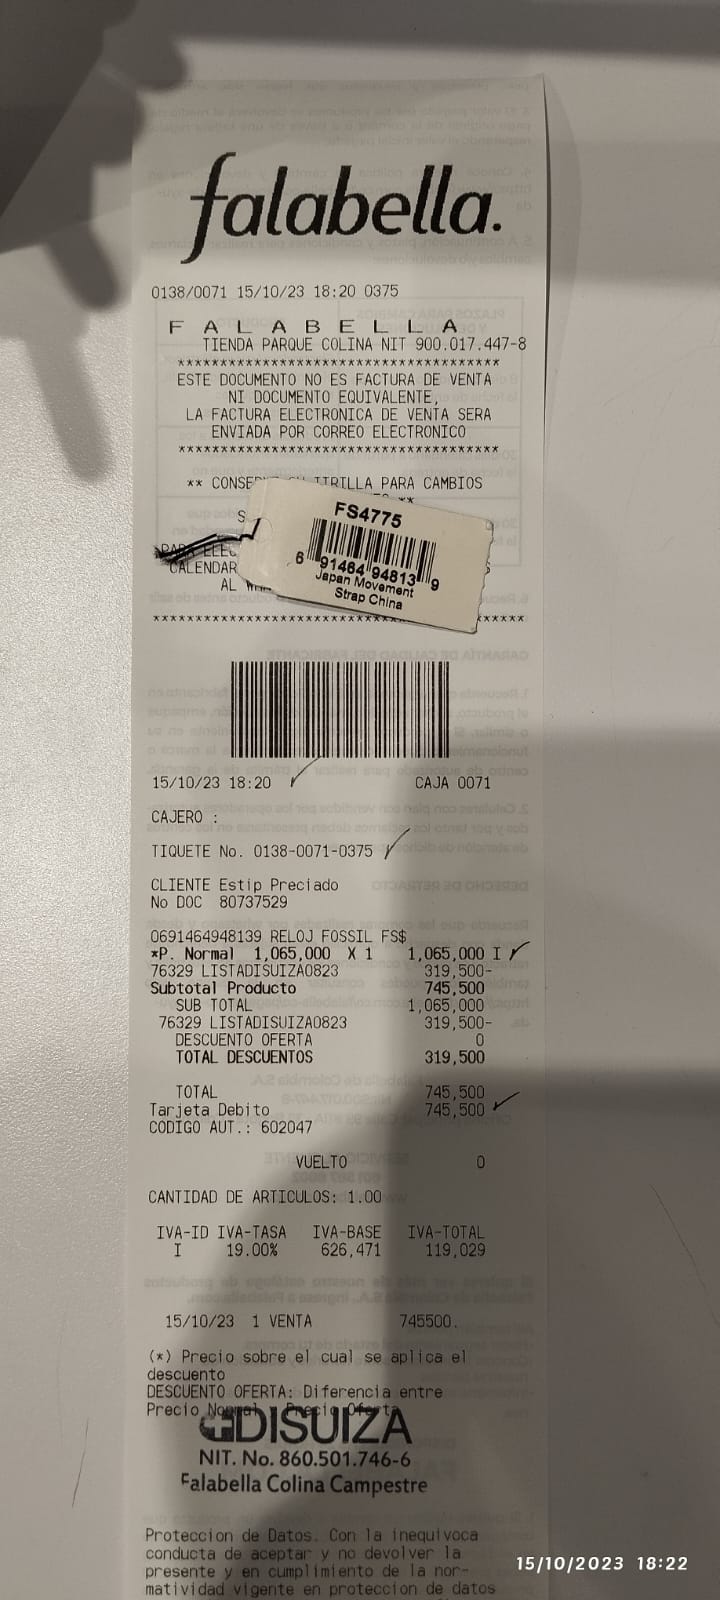 falabella.
0138/0071 15/10/23 18:20 0375
F A L A B E L L A
TIENDA PARQUE COLINA NIT 900.017.447-8
****************************************
ESTE DOCUMENTO NO ES FACTURA DE VENTA
NI DOCUMENTO EQUIVALENTE,
LA FACTURA ELECTRONICA DE VENTA SERA
ENVIADA POR CORREO ELECTRONICO
****************************************
** CONSE TIRILLA PARA CAMBIOS
**
S
FS4775
6 91464 94813 9
Japan Movement
Strap China
PARA ELEC
CALENDAR
AL
****************************************
15/10/23 18:20 CAJA 0071
CAJERO :
TIQUETE No. 0138-0071-0375
CLIENTE Estip Preciado
No DOC 80737529
0691464948139 RELOJ FOSSIL FS$
*P. Normal 1,065,000 X 1 1,065,000 I
76329 LISTADISUIZA0823 319,500-
Subtotal Producto 745,500
SUB TOTAL 1,065,000
76329 LISTADISUIZA0823 319,500-
DESCUENTO OFERTA 0
TOTAL DESCUENTOS 319,500
TOTAL 745,500
Tarjeta Debito 745,500
CODIGO AUT.: 602047
VUELTO 0
CANTIDAD DE ARTICULOS: 1.00
IVA-ID IVA-TASA IVA-BASE IVA-TOTAL
I 19.00% 626,471 119,029
15/10/23 1 VENTA 745500.
(*) Precio sobre el cual se aplica el
descuento
DESCUENTO OFERTA: Diferencia entre
Precio Normal - Precio Oferta
DISUIZA
NIT. No. 860.501.746-6
Falabella Colina Campestre
Proteccion de Datos. Con la inequivoca
conducta de aceptar y no devolver la
presente y en cumplimiento de la nor-
matividad vigente en proteccion de datos
15/10/2023 18:22